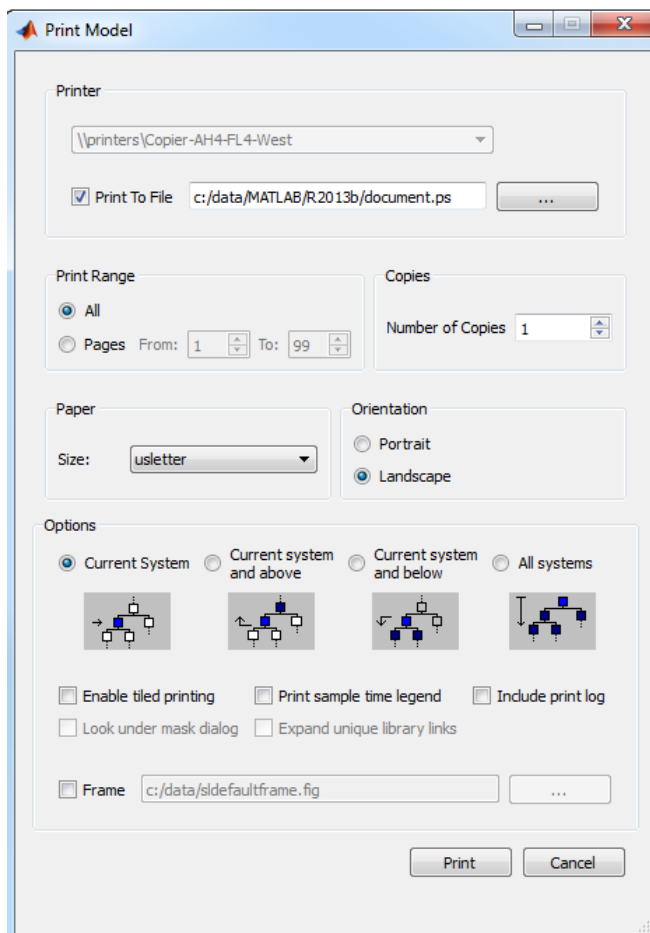 Print Model
Printer
\\printers\Copier-AH4-FL4-West
Print To File c:/data/MATLAB/R2013b/document.ps ...
Print Range
All
Pages From: 1 To: 99
Copies
Number of Copies 1
Paper
Size: usletter
Orientation
Portrait
Landscape
Options
Current System
Current system
and above
Current system
and below
All systems
Enable tiled printing Print sample time legend Include print log
Look under mask dialog Expand unique library links
Frame c:/data/sldefaultframe.fig ...
Print Cancel